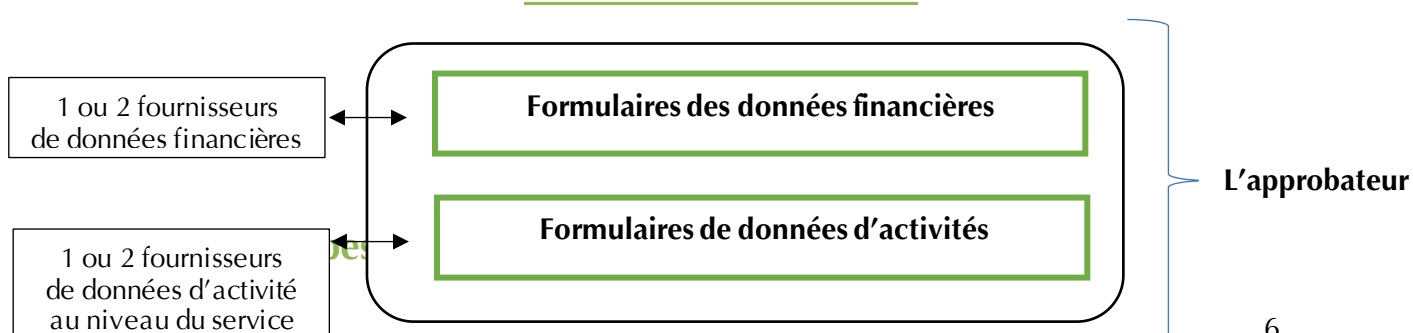 1 ou 2 fournisseurs
de données financières
Formulaires des données financières
L’approbateur
Formulaires de données d’activités
1 ou 2 fournisseurs
de données d’activité
au niveau du service
6